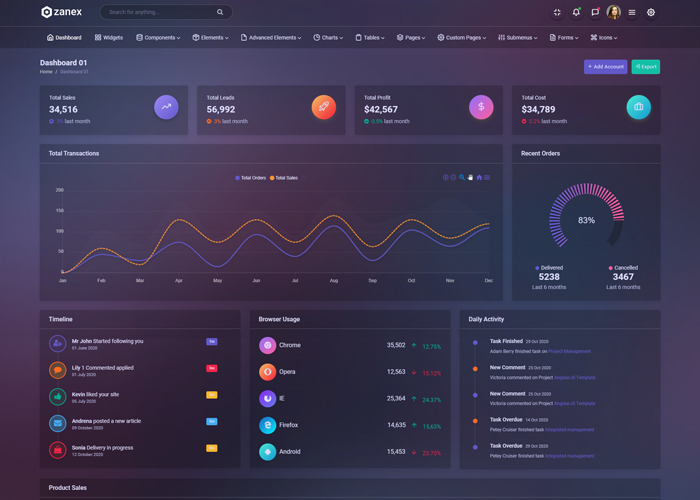 zanex
Search for anything...
Dashboard Widgets Components Elements Advanced Elements Charts Tables Pages Custom Pages Submenus Forms Icons
Dashboard 01
Home / Dashboard 01
+ Add Account Export
Total Sales
34,516
3% last month
Total Leads
56,992
3% last month
Total Profit
$42,567
0.5% last month
Total Cost
$34,789
0.2% last month
Total Transactions
Total Orders Total Sales
200
150
100
50
0
Jan Feb Mar Apr May Jun Jul Aug Sep Oct Nov Dec
Recent Orders
83%
Delivered
5238
Last 6 months
Cancelled
3467
Last 6 months
Timeline
Mr John Started following you
01 June 2020
Lily 1 Commented applied
01 July 2020
Kevin liked your site
05 July 2020
Andrena posted a new article
09 October 2020
Sonia Delivery in progress
12 October 2020
Browser Usage
Chrome 35,502 12.75%
Opera 12,563 15.12%
IE 25,364 24.37%
Firefox 14,635 15,63%
Android 15,453 23.70%
Daily Activity
Task Finished 29 Oct 2020
Adam Berry finished task on Project Management
New Comment 25 Oct 2020
Victoria commented on Project AngularJS Template
New Comment 25 Oct 2020
Victoria commented on Project AngularJS Template
Task Overdue 14 Oct 2020
Petey Cruiser finished task Integrated management
Task Overdue 29 Oct 2020
Petey Cruiser finished task Integrated management
Product Sales